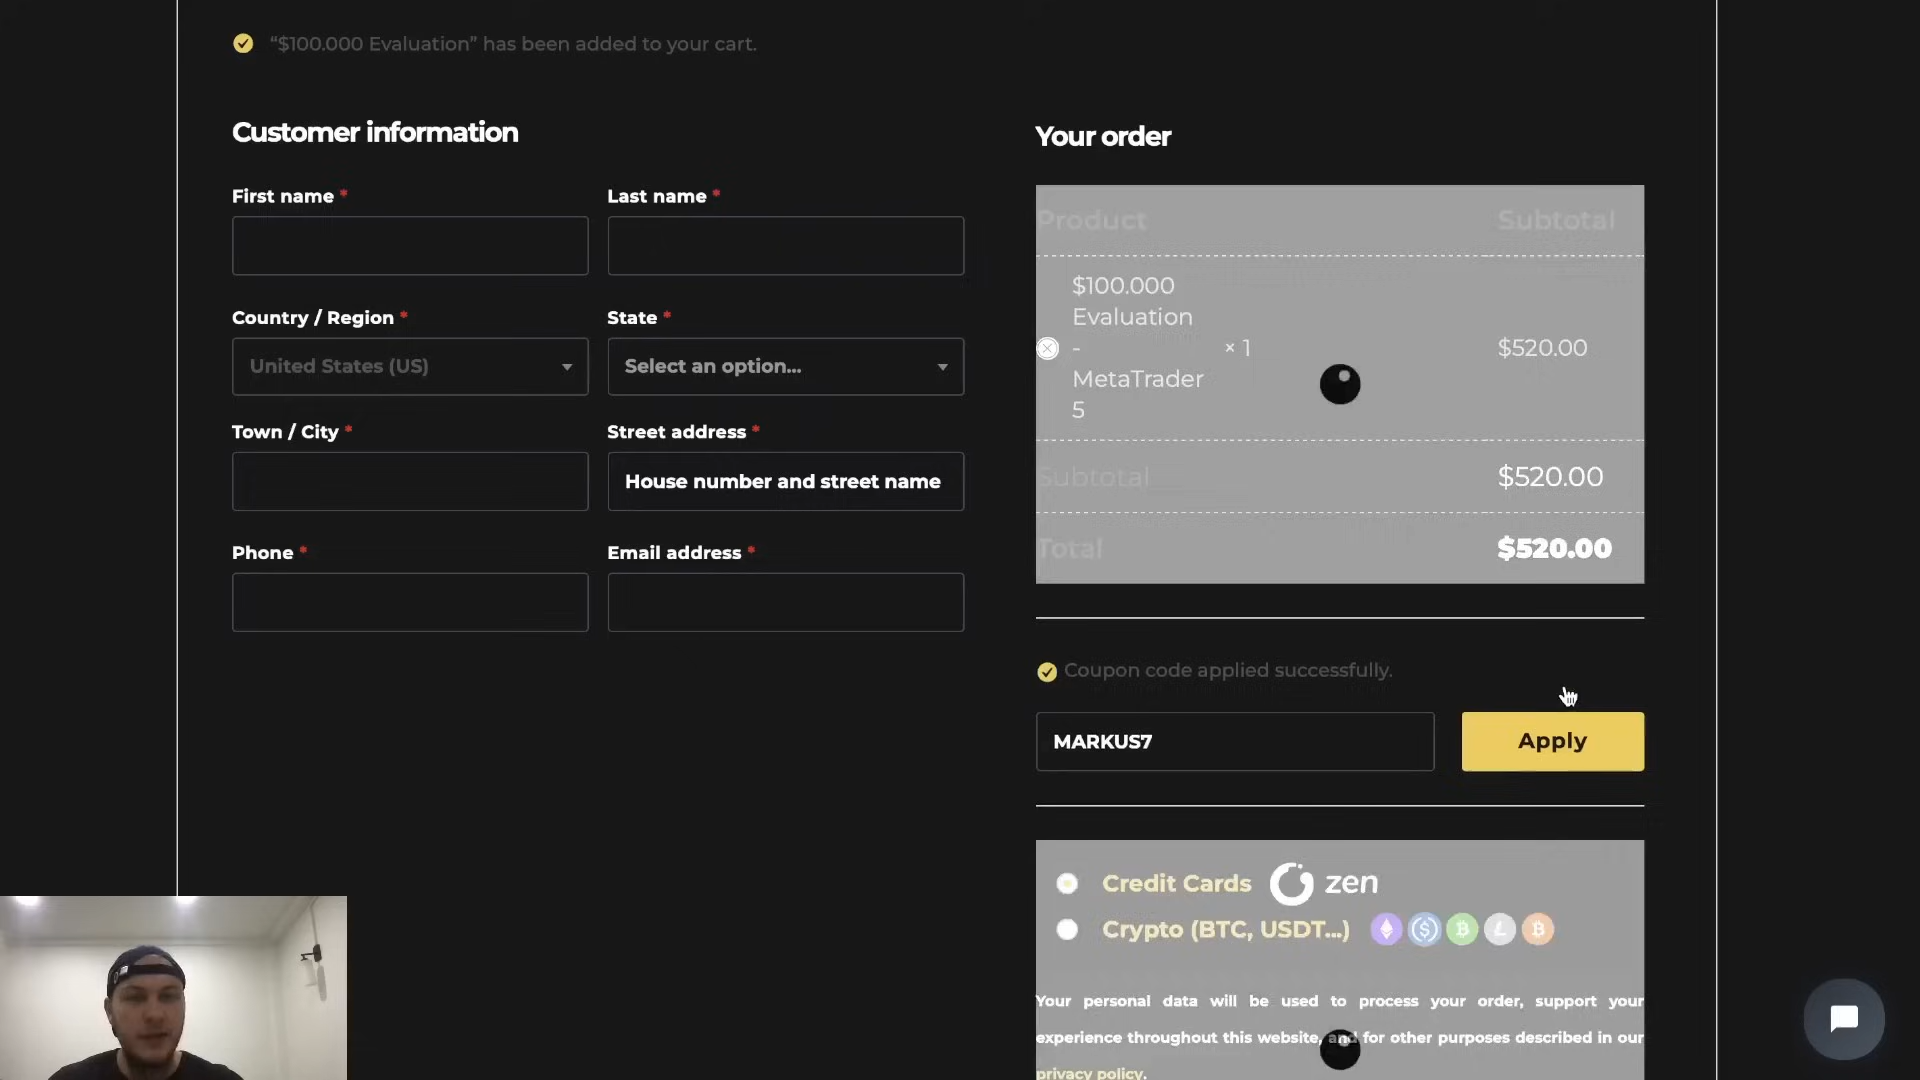 “$100.000 Evaluation” has been added to your cart.
Customer information
First name *
Last name *
Country / Region *
State *
United States (US)
Select an option...
Town / City *
Street address *
House number and street name
Phone *
Email address *
Your order
Product
Subtotal
$100.000
Evaluation
-
MetaTrader
5
× 1
$520.00
Subtotal
$520.00
Total
$520.00
Coupon code applied successfully.
MARKUS7
Apply
Credit Cards
zen
Crypto (BTC, USDT...)
Your personal data will be used to process your order, support your
experience throughout this website, and for other purposes described in our
privacy policy.